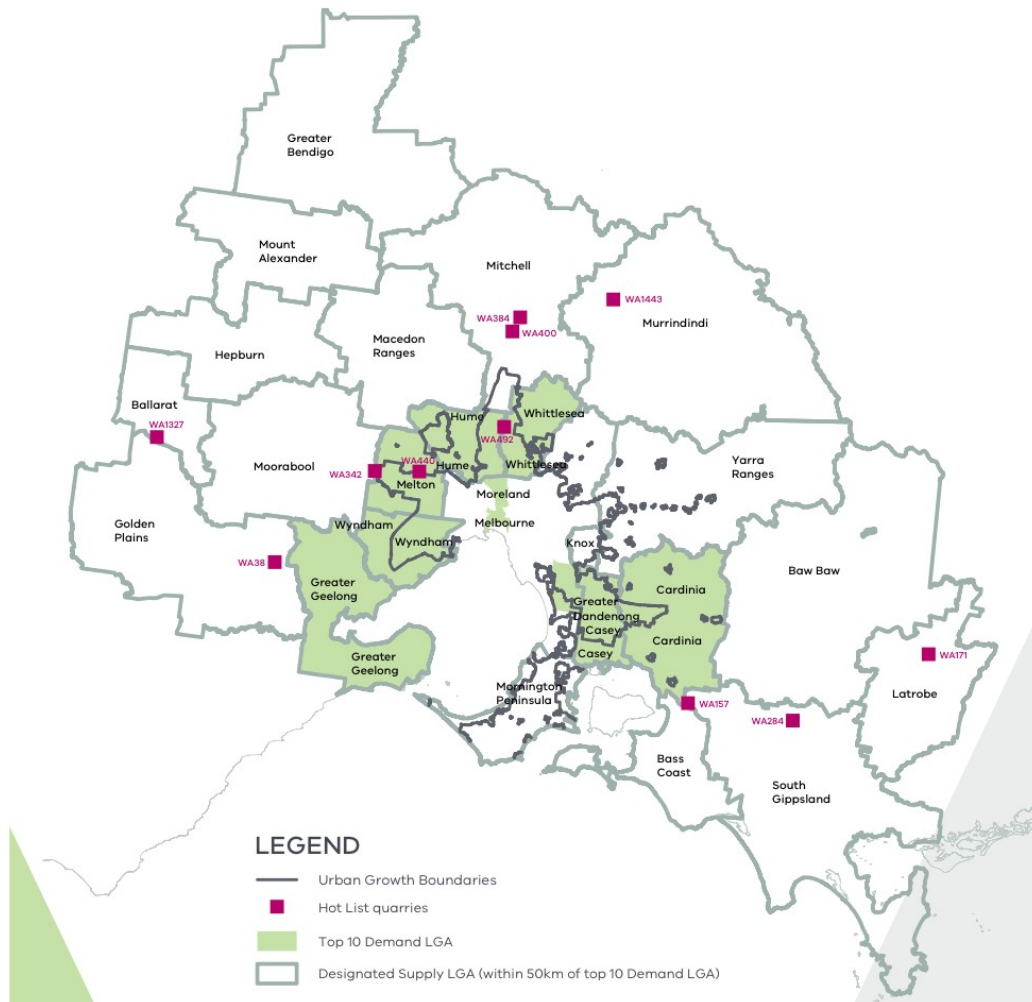 Greater
Bendigo
Mount
Alexander
Mitchell
WA1443
WA384
Murrindindi
WA400
Macedon
Ranges
Hepburn
Ballarat
WA1327
Hume
Whittlesea
WA492
Yarra
Ranges
Moorabool
WA342
WA440
Hume
Whittlesea
Melton
Moreland
Golden
Plains
Wyndham
Melbourne
Wyndham
Knox
WA38
Baw Baw
Greater
Geelong
Cardinia
Greater
Dandenong
Casey
Cardinia
Casey
Greater
Geelong
WA171
Mornington
Peninsula
Latrobe
WA157
WA284
Bass
Coast
South
Gippsland
LEGEND
Urban Growth Boundaries
Hot List quarries
Top 10 Demand LGA
Designated Supply LGA (within 50km of top 10 Demand LGA)